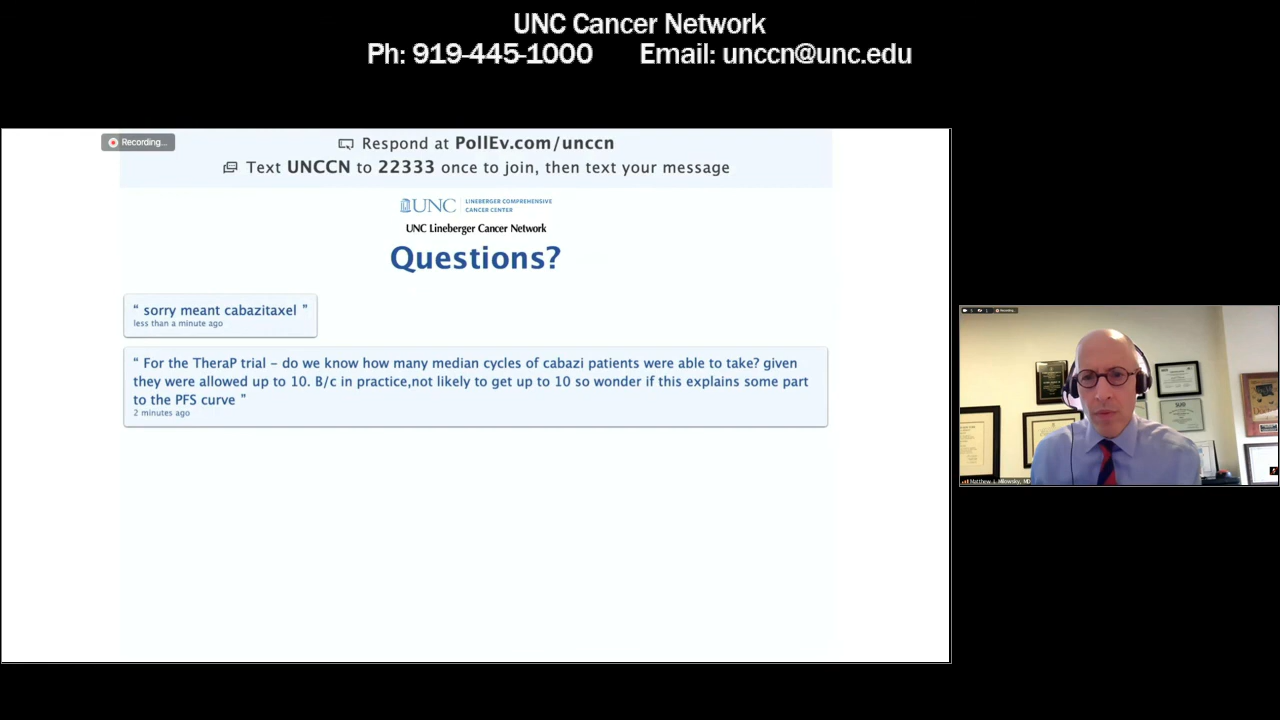 UNC Cancer Network
Ph: 919-445-1000 Email: unccn@unc.edu
Recording...
Respond at PollEv.com/unccn
Text UNCCN to 22333 once to join, then text your message
UNC LINEBERGER COMPREHENSIVE
CANCER CENTER
UNC Lineberger Cancer Network
Questions?
“ sorry meant cabazitaxel ”
less than a minute ago
“ For the TheraP trial – do we know how many median cycles of cabazi patients were able to take? given
they were allowed up to 10. B/c in practice,not likely to get up to 10 so wonder if this explains some part
to the PFS curve ”
2 minutes ago
Matthew I. Milowsky, MD